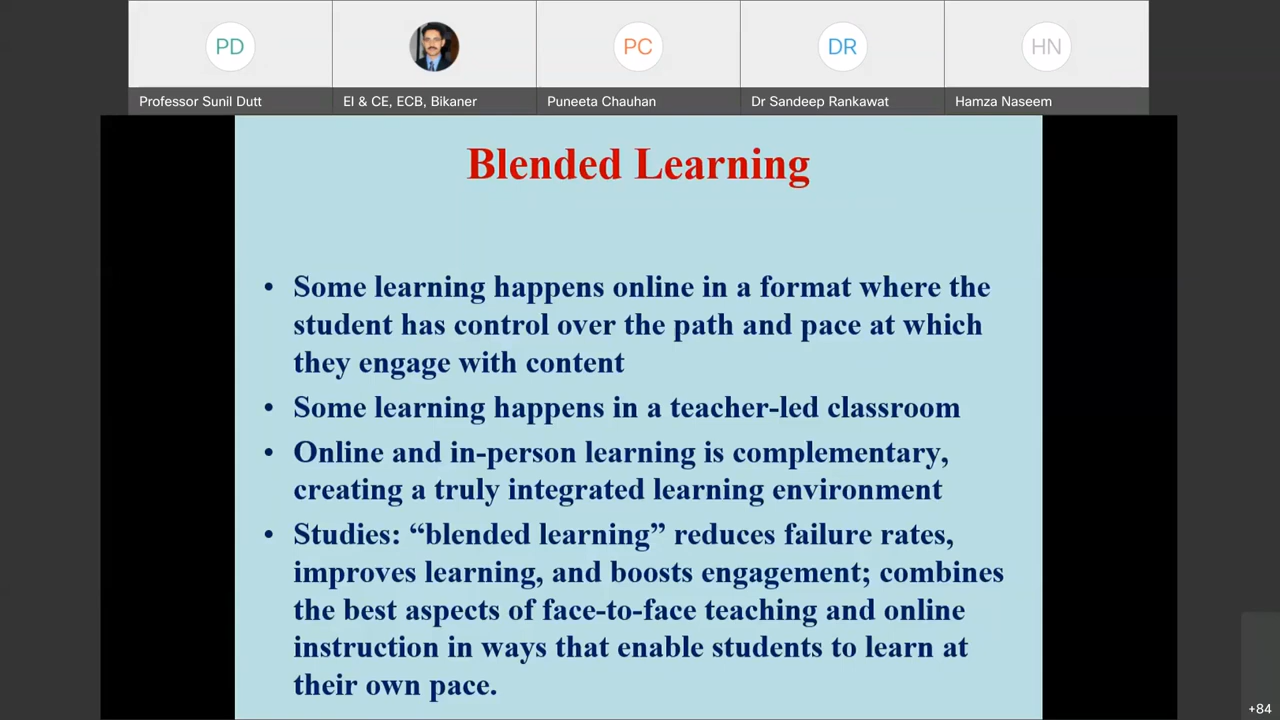 PD
PC
DR
HN
Professor Sunil Dutt
EI & CE, ECB, Bikaner
Puneeta Chauhan
Dr Sandeep Rankawat
Hamza Naseem
Blended Learning
• Some learning happens online in a format where the
student has control over the path and pace at which
they engage with content
• Some learning happens in a teacher-led classroom
• Online and in-person learning is complementary,
creating a truly integrated learning environment
• Studies: “blended learning” reduces failure rates,
improves learning, and boosts engagement; combines
the best aspects of face-to-face teaching and online
instruction in ways that enable students to learn at
their own pace.
+84